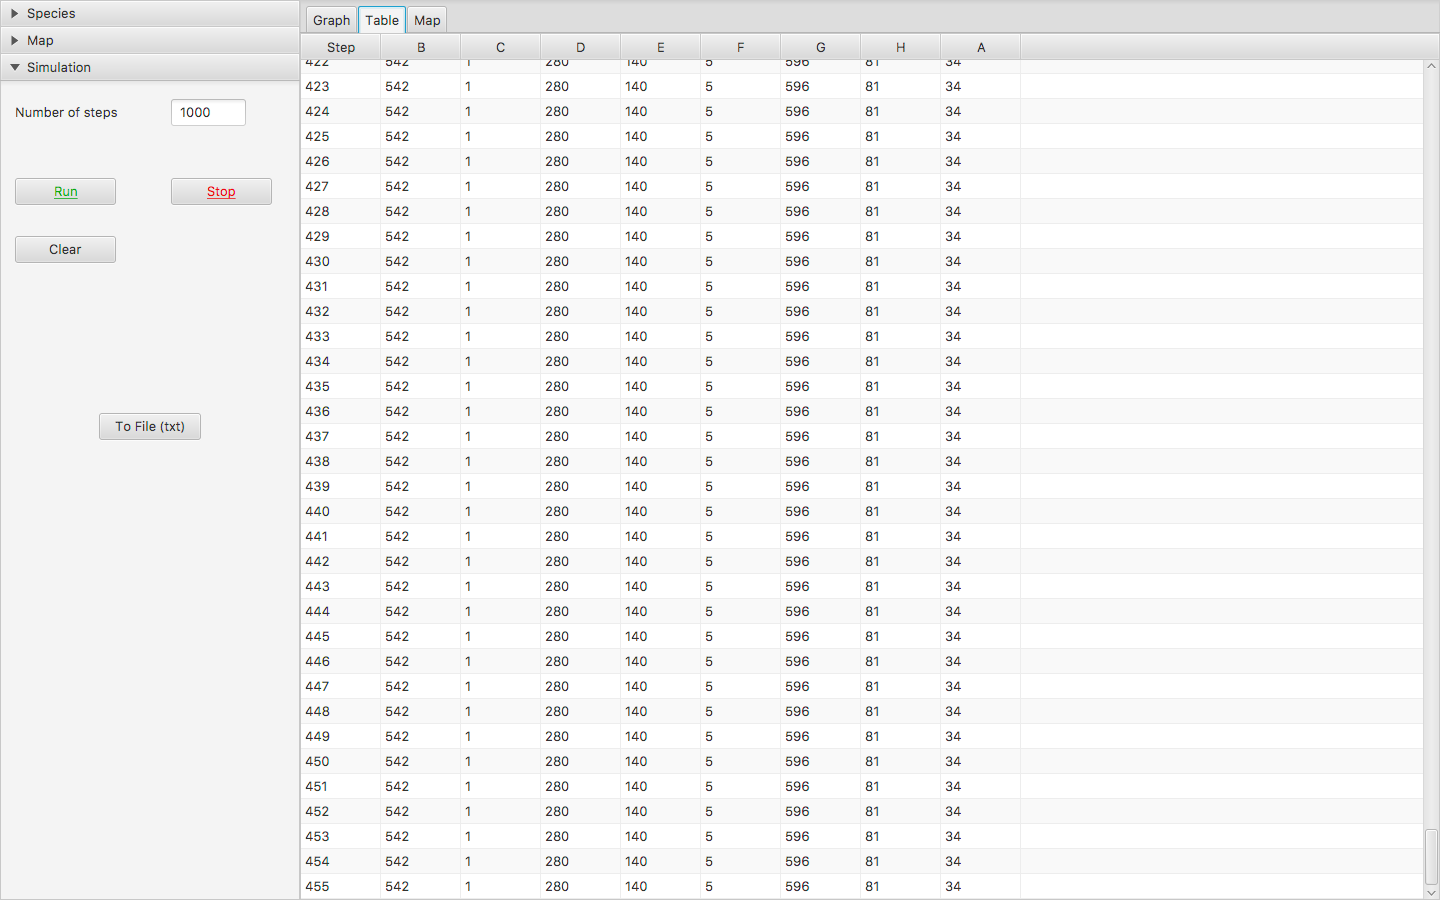 Species
Map
Simulation
Number of steps 1000
Run Stop
Clear
To File (txt)
Graph Table Map
Step B C D E F G H A
422 542 1 280 140 5 596 81 34
423 542 1 280 140 5 596 81 34
424 542 1 280 140 5 596 81 34
425 542 1 280 140 5 596 81 34
426 542 1 280 140 5 596 81 34
427 542 1 280 140 5 596 81 34
428 542 1 280 140 5 596 81 34
429 542 1 280 140 5 596 81 34
430 542 1 280 140 5 596 81 34
431 542 1 280 140 5 596 81 34
432 542 1 280 140 5 596 81 34
433 542 1 280 140 5 596 81 34
434 542 1 280 140 5 596 81 34
435 542 1 280 140 5 596 81 34
436 542 1 280 140 5 596 81 34
437 542 1 280 140 5 596 81 34
438 542 1 280 140 5 596 81 34
439 542 1 280 140 5 596 81 34
440 542 1 280 140 5 596 81 34
441 542 1 280 140 5 596 81 34
442 542 1 280 140 5 596 81 34
443 542 1 280 140 5 596 81 34
444 542 1 280 140 5 596 81 34
445 542 1 280 140 5 596 81 34
446 542 1 280 140 5 596 81 34
447 542 1 280 140 5 596 81 34
448 542 1 280 140 5 596 81 34
449 542 1 280 140 5 596 81 34
450 542 1 280 140 5 596 81 34
451 542 1 280 140 5 596 81 34
452 542 1 280 140 5 596 81 34
453 542 1 280 140 5 596 81 34
454 542 1 280 140 5 596 81 34
455 542 1 280 140 5 596 81 34